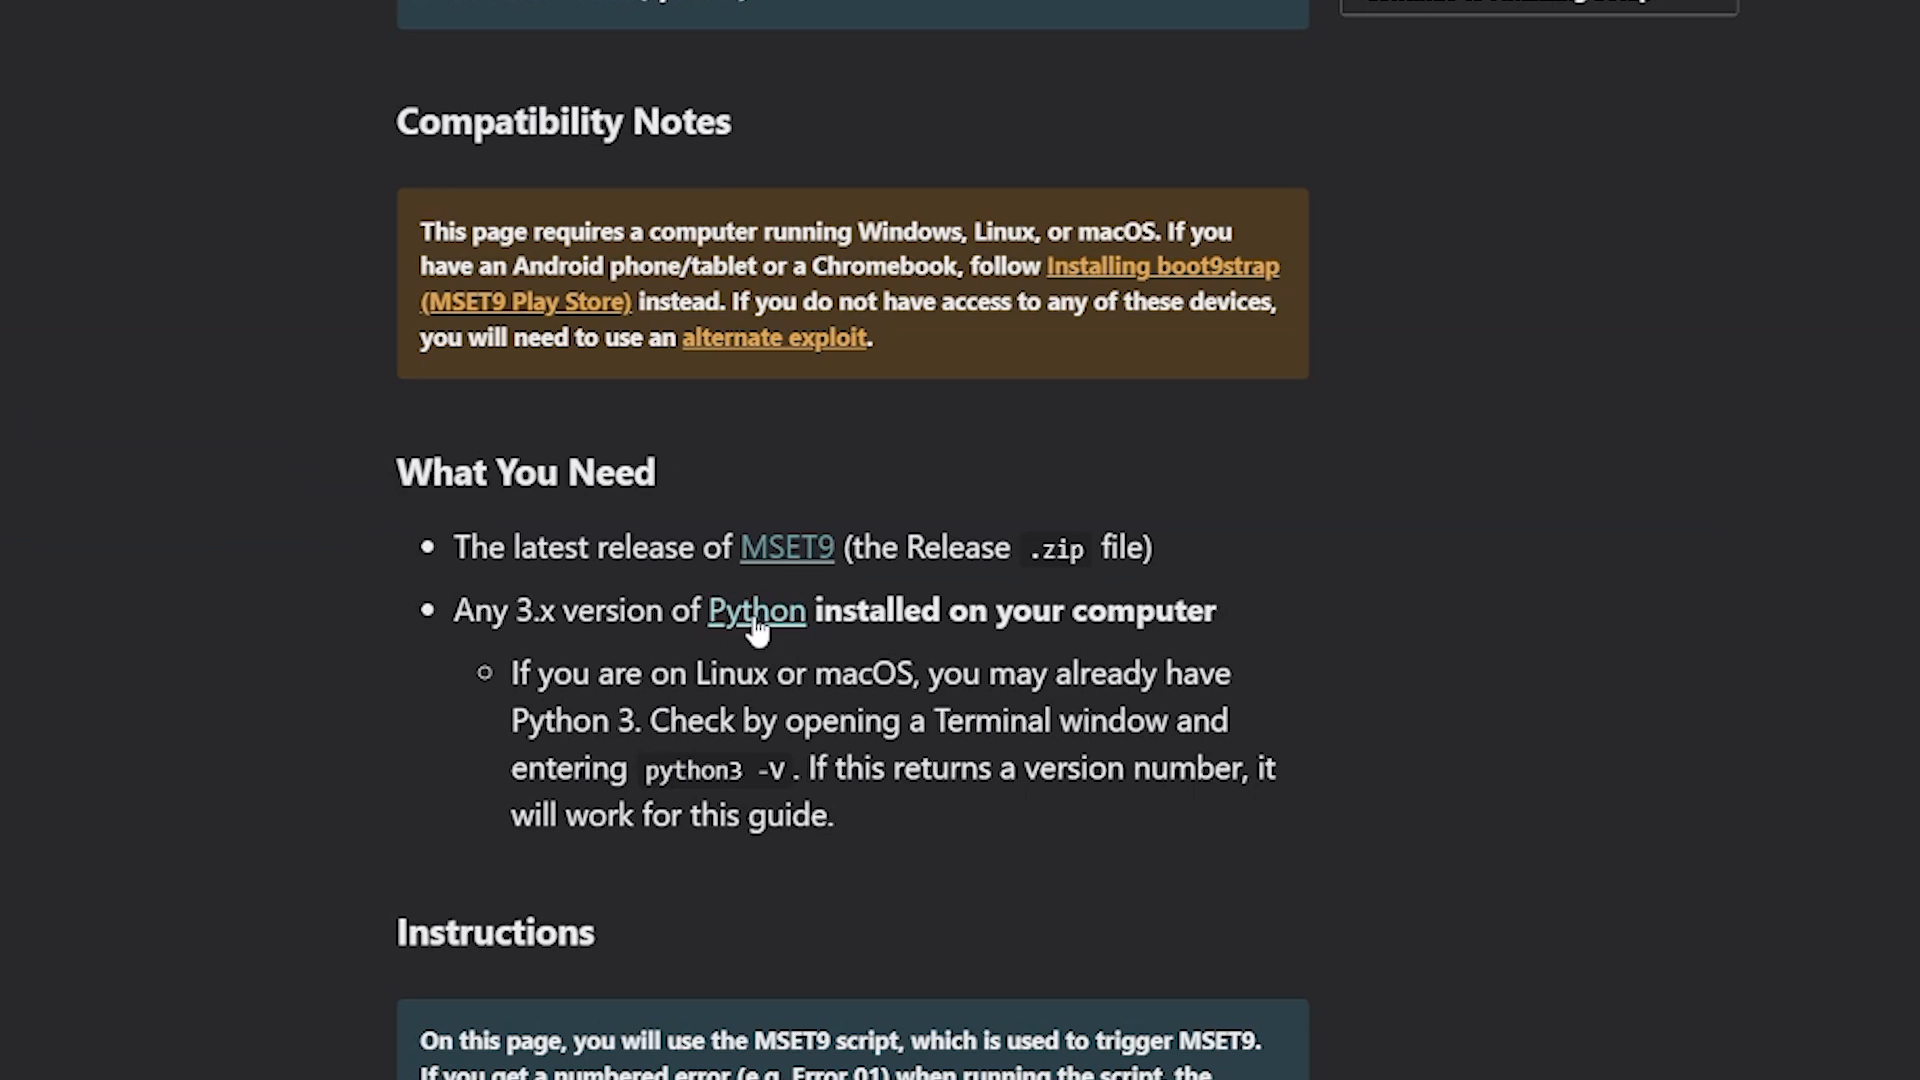 Compatibility Notes
This page requires a computer running Windows, Linux, or macOS. If you
have an Android phone/tablet or a Chromebook, follow Installing boot9strap
(MSET9 Play Store) instead. If you do not have access to any of these devices,
you will need to use an alternate exploit.
What You Need
• The latest release of MSET9 (the Release .zip file)
• Any 3.x version of Python installed on your computer
○ If you are on Linux or macOS, you may already have
Python 3. Check by opening a Terminal window and
entering python3 -V. If this returns a version number, it
will work for this guide.
Instructions
On this page, you will use the MSET9 script, which is used to trigger MSET9.
If you get a numbered error (e.g. Error 01) when running the script, the